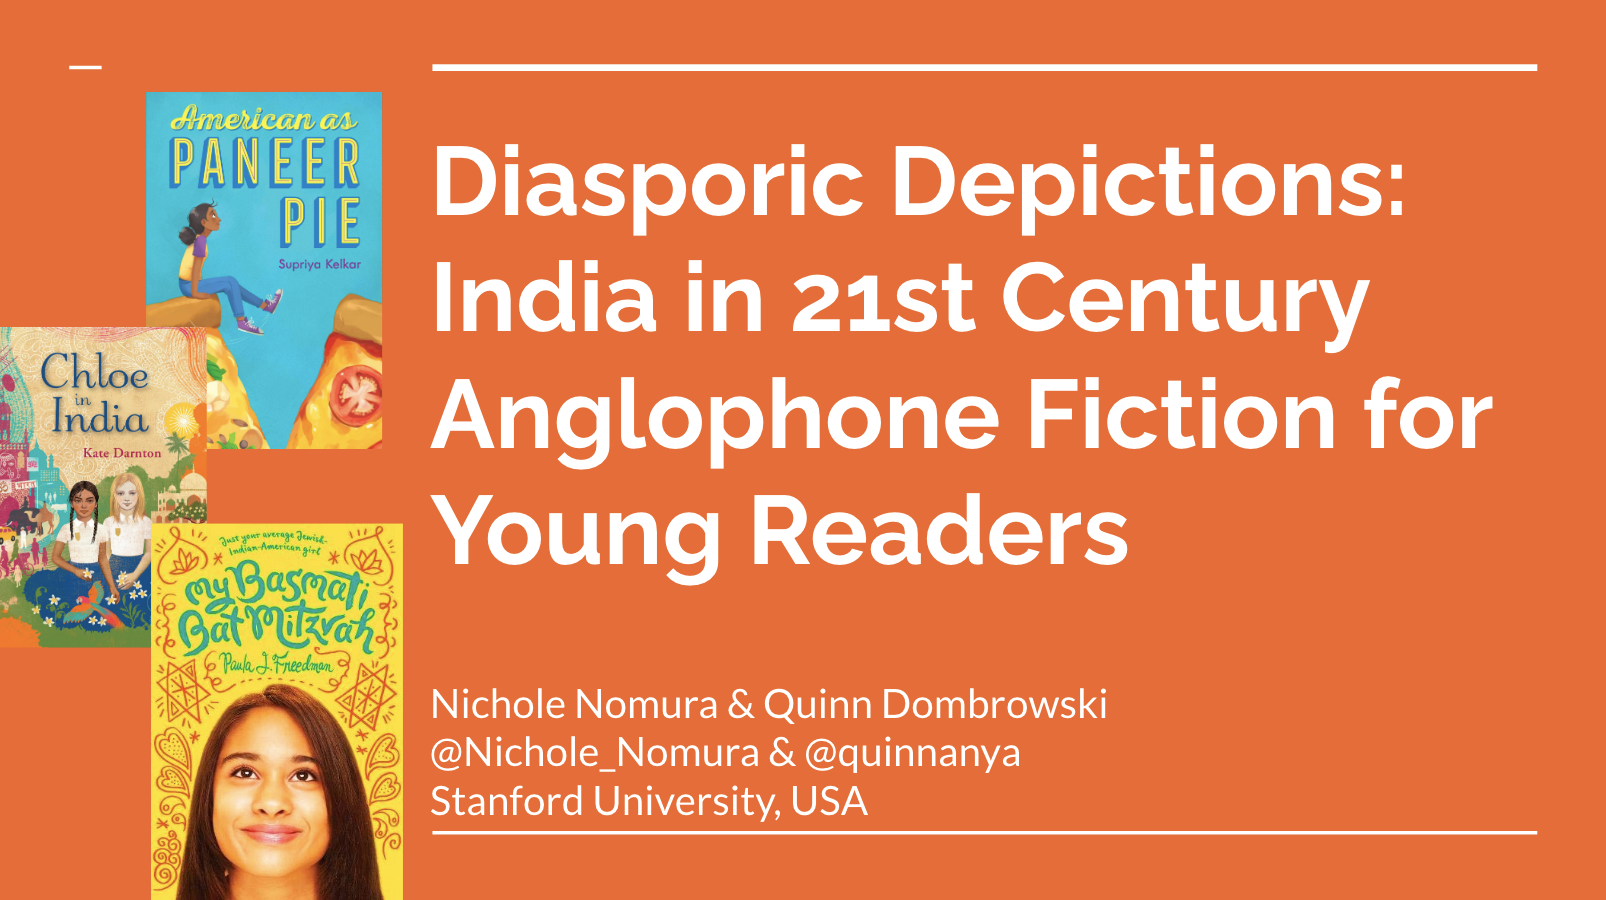 American as
PANEER
PIE
Supriya Kelkar
Chloe
in
India
Kate Darnton
Just your average Jewish-
Indian-American girl
my Basmati
Bat Mitzvah
Paula J. Freedman
Diasporic Depictions:
India in 21st Century
Anglophone Fiction for
Young Readers
Nichole Nomura & Quinn Dombrowski
@Nichole_Nomura & @quinnanya
Stanford University, USA